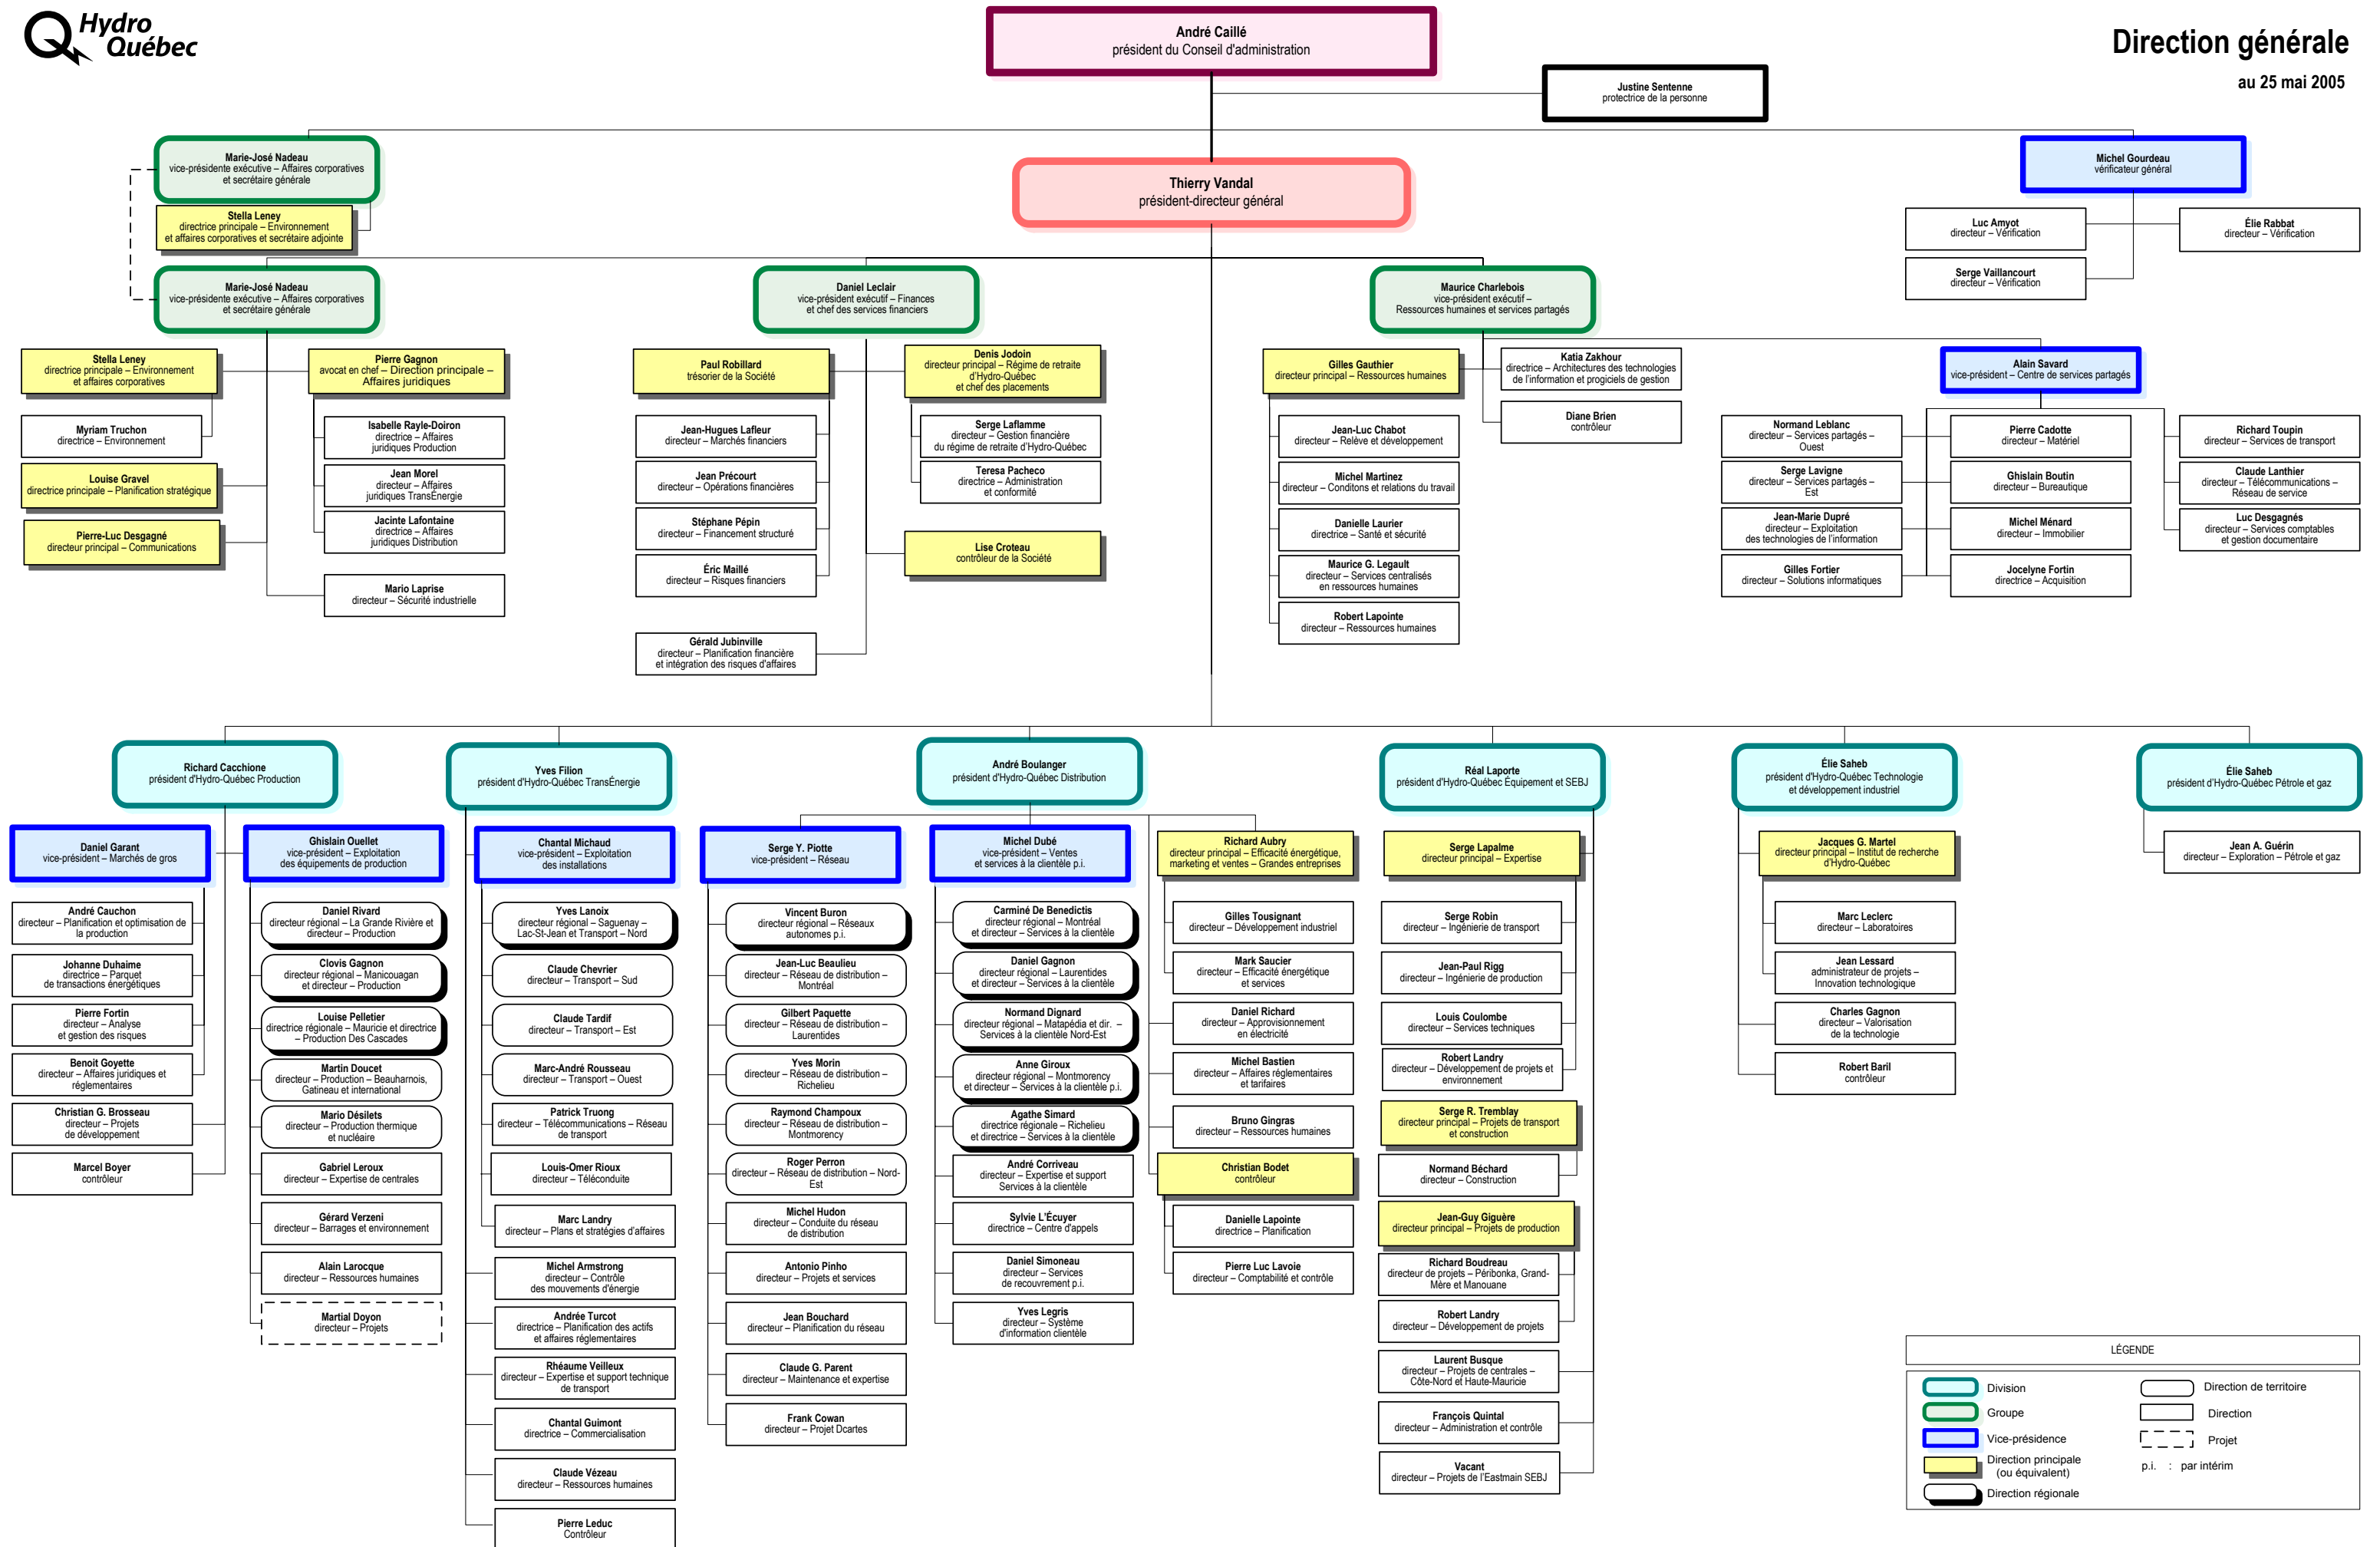 Hydro
Québec
Direction générale
au 25 mai 2005
André Caillé
président du Conseil d'administration
Justine Sentenne
protectrice de la personne
Marie-José Nadeau
vice-présidente exécutive – Affaires corporatives
et secrétaire générale
Stella Leney
directrice principale – Environnement
et affaires corporatives et secrétaire adjointe
Thierry Vandal
président-directeur général
Michel Gourdeau
vérificateur général
Luc Amyot
directeur – Vérification
Élie Rabbat
directeur – Vérification
Serge Vaillancourt
directeur – Vérification
Marie-José Nadeau
vice-présidente exécutive – Affaires corporatives
et secrétaire générale
Stella Leney
directrice principale – Environnement
et affaires corporatives
Pierre Gagnon
avocat en chef – Direction principale –
Affaires juridiques
Myriam Truchon
directrice – Environnement
Isabelle Rayle-Doiron
directrice – Affaires
juridiques Production
Louise Gravel
directrice principale – Planification stratégique
Jean Morel
directeur – Affaires
juridiques TransÉnergie
Pierre-Luc Desgagné
directeur principal – Communications
Jacinte Lafontaine
directrice – Affaires
juridiques Distribution
Mario Laprise
directeur – Sécurité industrielle
Daniel Leclair
vice-président exécutif – Finances
et chef des services financiers
Paul Robillard
trésorier de la Société
Denis Jodoin
directeur principal – Régime de retraite
d'Hydro-Québec
et chef des placements
Jean-Hugues Lafleur
directeur – Marchés financiers
Serge Laflamme
directeur – Gestion financière
du régime de retraite d'Hydro-Québec
Jean Précourt
directeur – Opérations financières
Teresa Pacheco
directrice – Administration
et conformité
Stéphane Pépin
directeur – Financement structuré
Lise Croteau
contrôleur de la Société
Éric Maillé
directeur – Risques financiers
Gérald Jubinville
directeur – Planification financière
et intégration des risques d'affaires
Maurice Charlebois
vice-président exécutif –
Ressources humaines et services partagés
Gilles Gauthier
directeur principal – Ressources humaines
Katia Zakhour
directrice – Architectures des technologies
de l'information et progiciels de gestion
Diane Brien
contrôleur
Jean-Luc Chabot
directeur – Relève et développement
Michel Martinez
directeur – Conditons et relations du travail
Danielle Laurier
directrice – Santé et sécurité
Maurice G. Legault
directeur – Services centralisés
en ressources humaines
Robert Lapointe
directeur – Ressources humaines
Alain Savard
vice-président – Centre de services partagés
Normand Leblanc
directeur – Services partagés –
Ouest
Pierre Cadotte
directeur – Matériel
Richard Toupin
directeur – Services de transport
Serge Lavigne
directeur – Services partagés –
Est
Ghislain Boutin
directeur – Bureautique
Claude Lanthier
directeur – Télécommunications –
Réseau de service
Jean-Marie Dupré
directeur – Exploitation
des technologies de l'information
Michel Ménard
directeur – Immobilier
Luc Desgagnés
directeur – Services comptables
et gestion documentaire
Gilles Fortier
directeur – Solutions informatiques
Jocelyne Fortin
directrice – Acquisition
Richard Cacchione
président d'Hydro-Québec Production
Daniel Garant
vice-président – Marchés de gros
Ghislain Ouellet
vice-président – Exploitation
des équipements de production
André Cauchon
directeur – Planification et optimisation de
la production
Johanne Duhaime
directrice – Parquet
de transactions énergétiques
Pierre Fortin
directeur – Analyse
et gestion des risques
Benoit Goyette
directeur – Affaires juridiques et
réglementaires
Christian G. Brosseau
directeur – Projets
de développement
Marcel Boyer
contrôleur
Daniel Rivard
directeur régional – La Grande Rivière et
directeur – Production
Clovis Gagnon
directeur régional – Manicouagan
et directeur – Production
Louise Pelletier
directrice régionale – Mauricie et directrice
– Production Des Cascades
Martin Doucet
directeur – Production – Beauharnois,
Gatineau et international
Mario Désilets
directeur – Production thermique
et nucléaire
Gabriel Leroux
directeur – Expertise de centrales
Gérard Verzeni
directeur – Barrages et environnement
Alain Larocque
directeur – Ressources humaines
Martial Doyon
directeur – Projets
Yves Filion
président d'Hydro-Québec TransÉnergie
Chantal Michaud
vice-président – Exploitation
des installations
Yves Lanoix
directeur régional – Saguenay –
Lac-St-Jean et Transport – Nord
Claude Chevrier
directeur – Transport – Sud
Claude Tardif
directeur – Transport – Est
Marc-André Rousseau
directeur – Transport – Ouest
Patrick Truong
directeur – Télécommunications – Réseau
de transport
Louis-Omer Rioux
directeur – Téléconduite
Marc Landry
directeur – Plans et stratégies d'affaires
Michel Armstrong
directeur – Contrôle
des mouvements d'énergie
Andrée Turcot
directrice – Planification des actifs
et affaires réglementaires
Rhéaume Veilleux
directeur – Expertise et support technique
de transport
Chantal Guimont
directrice – Commercialisation
Claude Vézeau
directeur – Ressources humaines
Pierre Leduc
Contrôleur
André Boulanger
président d'Hydro-Québec Distribution
Serge Y. Piotte
vice-président – Réseau
Vincent Buron
directeur régional – Réseaux
autonomes p.i.
Jean-Luc Beaulieu
directeur – Réseau de distribution –
Montréal
Gilbert Paquette
directeur – Réseau de distribution –
Laurentides
Yves Morin
directeur – Réseau de distribution –
Richelieu
Raymond Champoux
directeur – Réseau de distribution –
Montmorency
Roger Perron
directeur – Réseau de distribution – Nord-
Est
Michel Hudon
directeur – Conduite du réseau
de distribution
Antonio Pinho
directeur – Projets et services
Jean Bouchard
directeur – Planification du réseau
Claude G. Parent
directeur – Maintenance et expertise
Frank Cowan
directeur – Projet Dcartes
Michel Dubé
vice-président – Ventes
et services à la clientèle p.i.
Carminé De Benedictis
directeur régional – Montréal
et directeur – Services à la clientèle
Daniel Gagnon
directeur régional – Laurentides
et directeur – Services à la clientèle
Normand Dignard
directeur régional – Matapédia et dir. –
Services à la clientèle Nord-Est
Anne Giroux
directeur régional – Montmorency
et directeur – Services à la clientèle p.i.
Agathe Simard
directrice régionale – Richelieu
et directrice – Services à la clientèle
André Corriveau
directeur – Expertise et support
Services à la clientèle
Sylvie L'Écuyer
directrice – Centre d'appels
Daniel Simoneau
directeur – Services
de recouvrement p.i.
Yves Legris
directeur – Système
d'information clientèle
Richard Aubry
directeur principal – Efficacité énergétique,
marketing et ventes – Grandes entreprises
Gilles Tousignant
directeur – Développement industriel
Mark Saucier
directeur – Efficacité énergétique
et services
Daniel Richard
directeur – Approvisionnement
en électricité
Michel Bastien
directeur – Affaires réglementaires
et tarifaires
Bruno Gingras
directeur – Ressources humaines
Christian Bodet
contrôleur
Danielle Lapointe
directrice – Planification
Pierre Luc Lavoie
directeur – Comptabilité et contrôle
Réal Laporte
président d'Hydro-Québec Équipement et SEBJ
Serge Lapalme
directeur principal – Expertise
Serge Robin
directeur – Ingénierie de transport
Jean-Paul Rigg
directeur – Ingénierie de production
Louis Coulombe
directeur – Services techniques
Robert Landry
directeur – Développement de projets et
environnement
Serge R. Tremblay
directeur principal – Projets de transport
et construction
Normand Béchard
directeur – Construction
Jean-Guy Giguère
directeur principal – Projets de production
Richard Boudreau
directeur de projets – Péribonka, Grand-
Mère et Manouane
Robert Landry
directeur – Développement de projets
Laurent Busque
directeur – Projets de centrales –
Côte-Nord et Haute-Mauricie
François Quintal
directeur – Administration et contrôle
Vacant
directeur – Projets de l'Eastmain SEBJ
Élie Saheb
président d'Hydro-Québec Technologie
et développement industriel
Jacques G. Martel
directeur principal – Institut de recherche
d'Hydro-Québec
Marc Leclerc
directeur – Laboratoires
Jean Lessard
administrateur de projets –
Innovation technologique
Charles Gagnon
directeur – Valorisation
de la technologie
Robert Baril
contrôleur
Élie Saheb
président d'Hydro-Québec Pétrole et gaz
Jean A. Guérin
directeur – Exploration – Pétrole et gaz
LÉGENDE
Division
Groupe
Vice-présidence
Direction principale
(ou équivalent)
Direction régionale
Direction de territoire
Direction
Projet
p.i. : par intérim